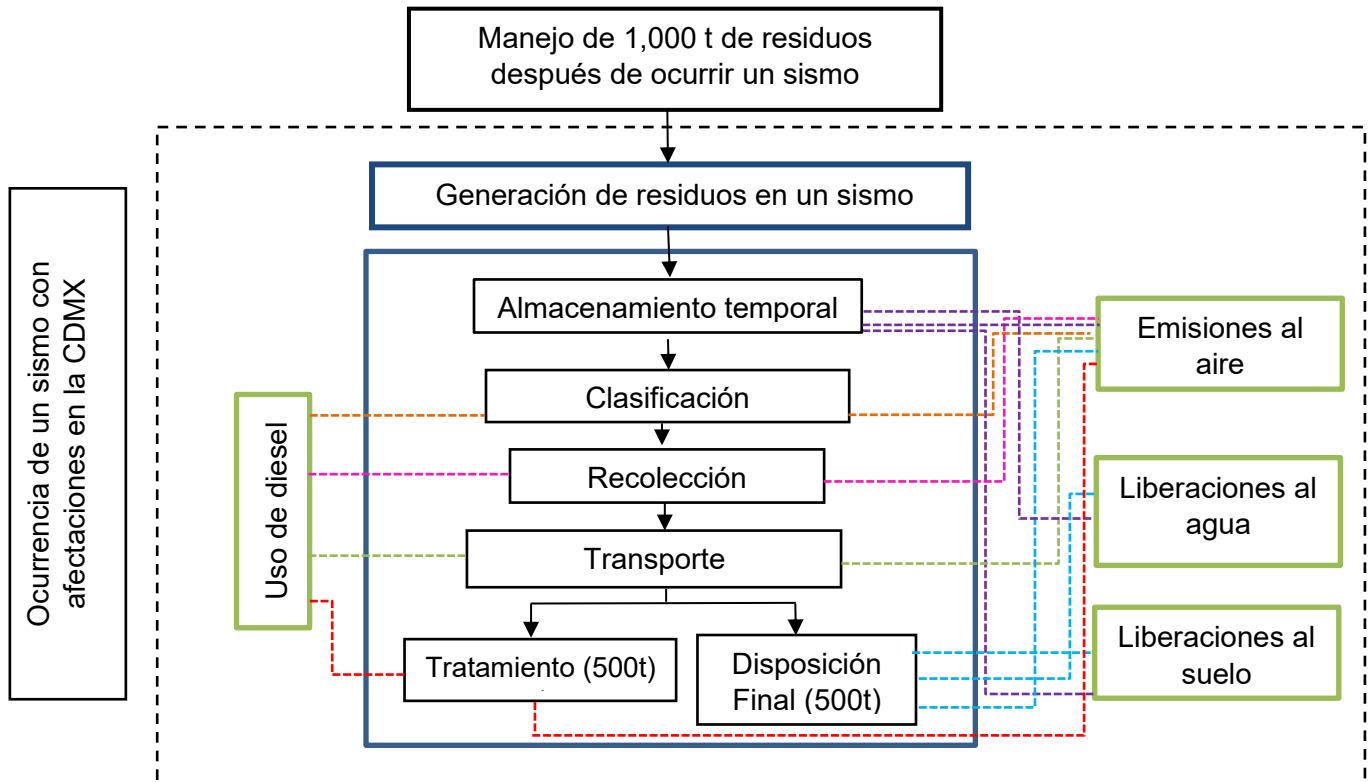 Manejo de 1,000 t de residuos
después de ocurrir un sismo
Ocurrencia de un sismo con
afectaciones en la CDMX
Generación de residuos en un sismo
Almacenamiento temporal
Clasificación
Recolección
Transporte
Tratamiento (500t)
Disposición
Final (500t)
Uso de diesel
Emisiones al
aire
Liberaciones al
agua
Liberaciones al
suelo